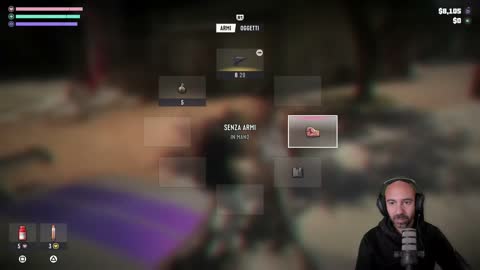 $8,105
$0
ARMI OGGETTI
8 29
5
SENZA ARMI
IN MANO
5 3